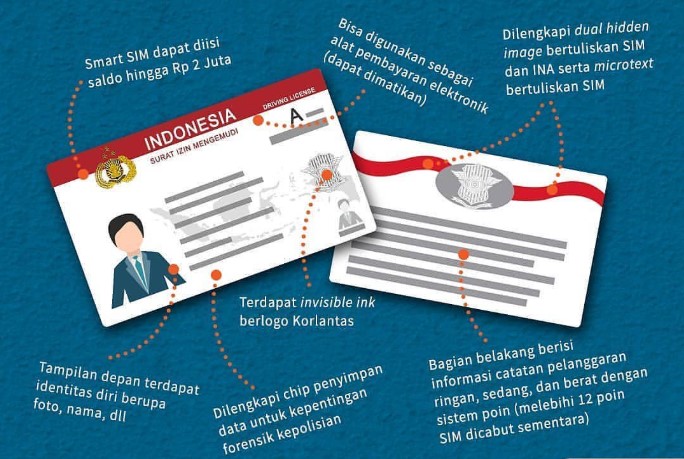 Smart SIM dapat diisi
saldo hingga Rp 2 Juta
Bisa digunakan sebagai
alat pembayaran elektronik
(dapat dimatikan)
Dilengkapi dual hidden
image bertuliskan SIM
dan INA serta microtext
bertuliskan SIM
INDONESIA
SURAT IZIN MENGEMUDI
DRIVING LICENSE
A
Terdapat invisible ink
berlogo Korlantas
Tampilan depan terdapat
identitas diri berupa
foto, nama, dll
Dilengkapi chip penyimpan
data untuk kepentingan
forensik kepolisian
Bagian belakang berisi
informasi catatan pelanggaran
ringan, sedang, dan berat dengan
sistem poin (melebihi 12 poin
SIM dicabut sementara)